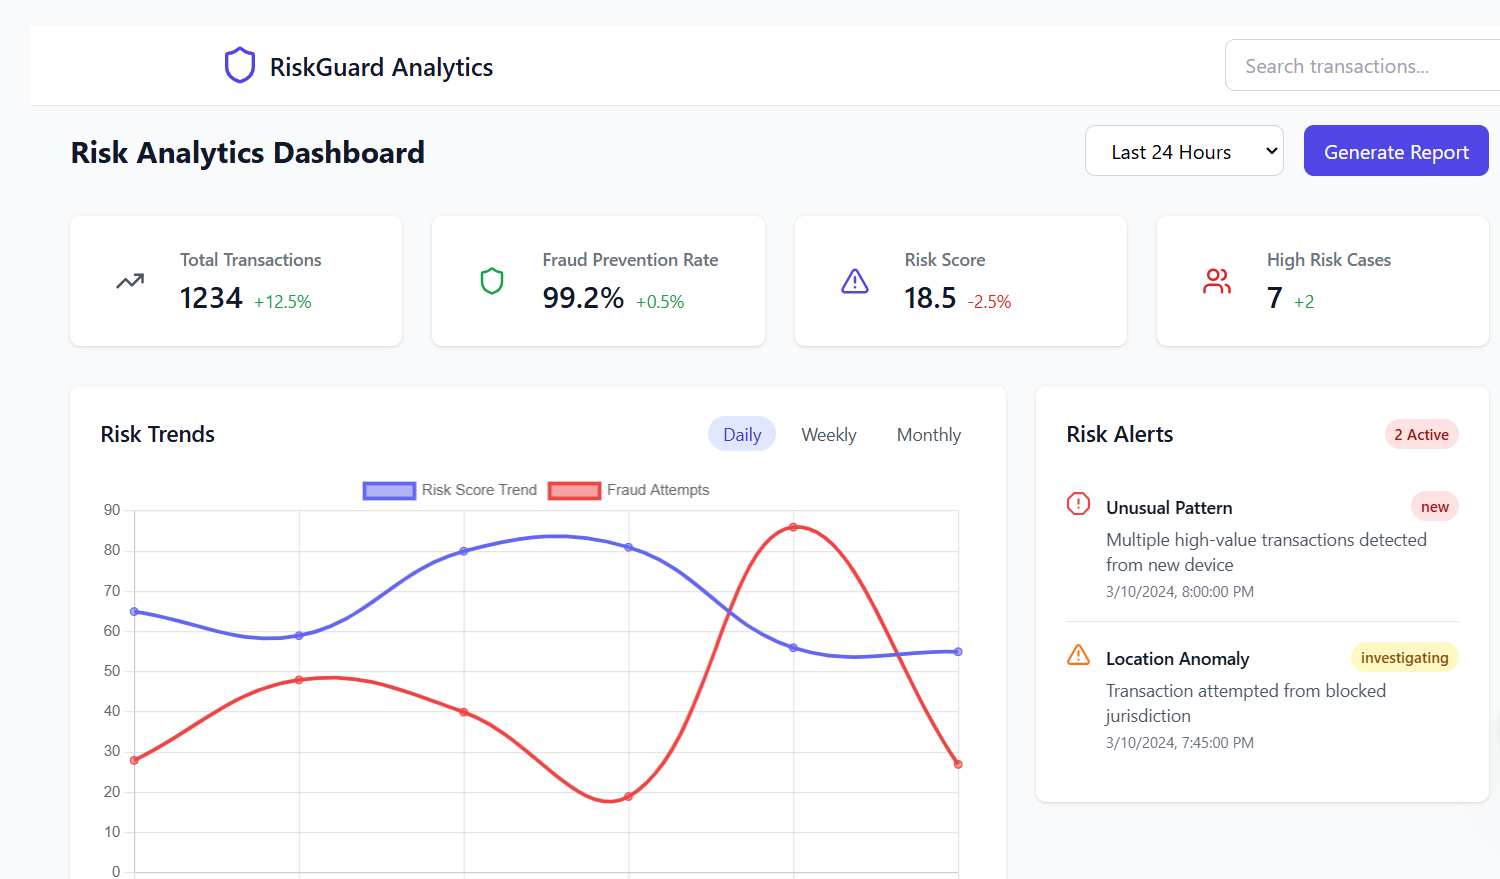 RiskGuard Analytics
Search transactions...
Risk Analytics Dashboard
Last 24 Hours
Generate Report
Total Transactions
1234 +12.5%
Fraud Prevention Rate
99.2% +0.5%
Risk Score
18.5 -2.5%
High Risk Cases
7 +2
Risk Trends
Daily
Weekly
Monthly
Risk Score Trend
Fraud Attempts
90
80
70
60
50
40
30
20
10
0
Risk Alerts
2 Active
Unusual Pattern
new
Multiple high-value transactions detected
from new device
3/10/2024, 8:00:00 PM
Location Anomaly
investigating
Transaction attempted from blocked
jurisdiction
3/10/2024, 7:45:00 PM